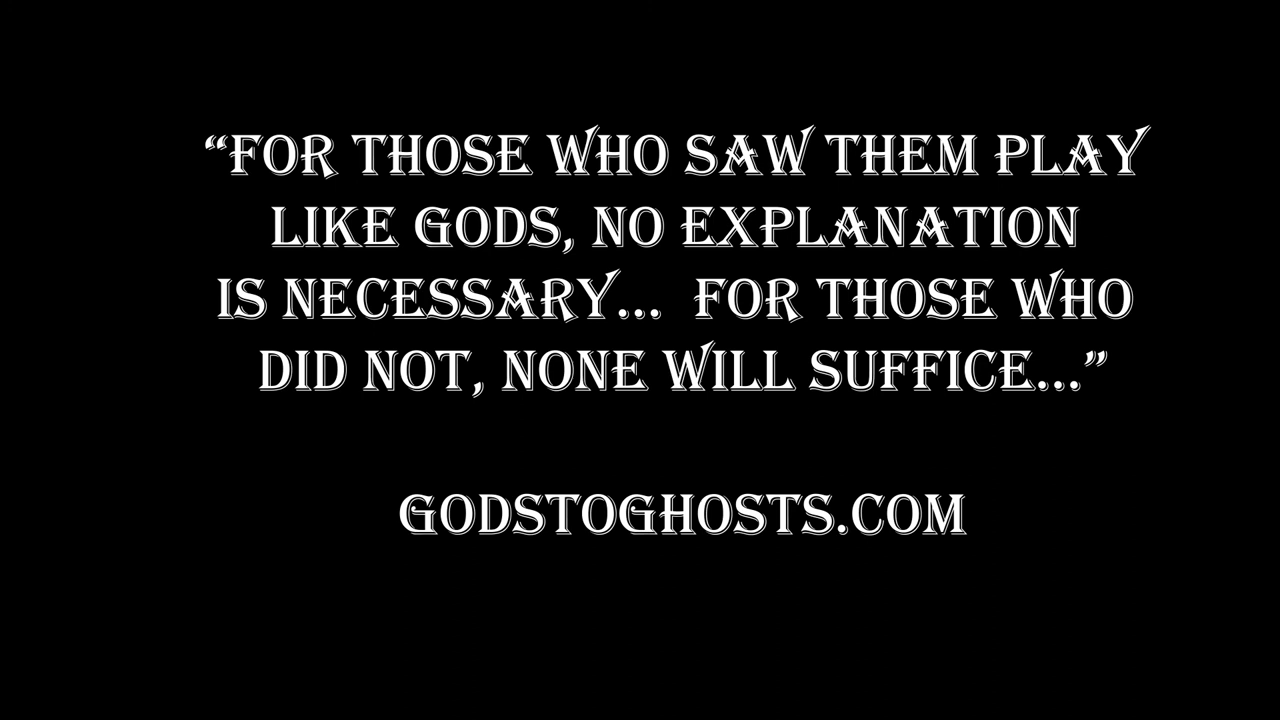 “FOR THOSE WHO SAW THEM PLAY
LIKE GODS, NO EXPLANATION
IS NECESSARY... FOR THOSE WHO
DID NOT, NONE WILL SUFFICE...”
GODSTOGHOSTS.COM